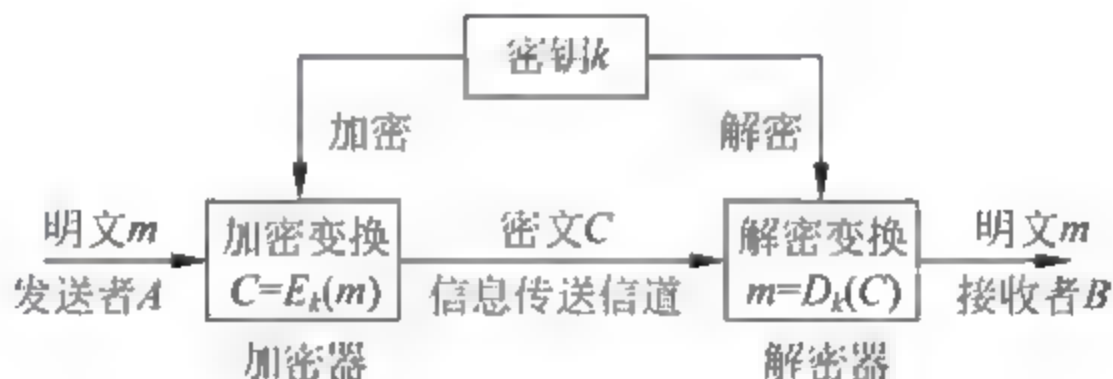 密钥k
加密
解密
明文m
发送者A
加密变换
C=E_k(m)
加密器
密文C
信息传送信道
解密变换
m=D_k(C)
解密器
明文m
接收者B